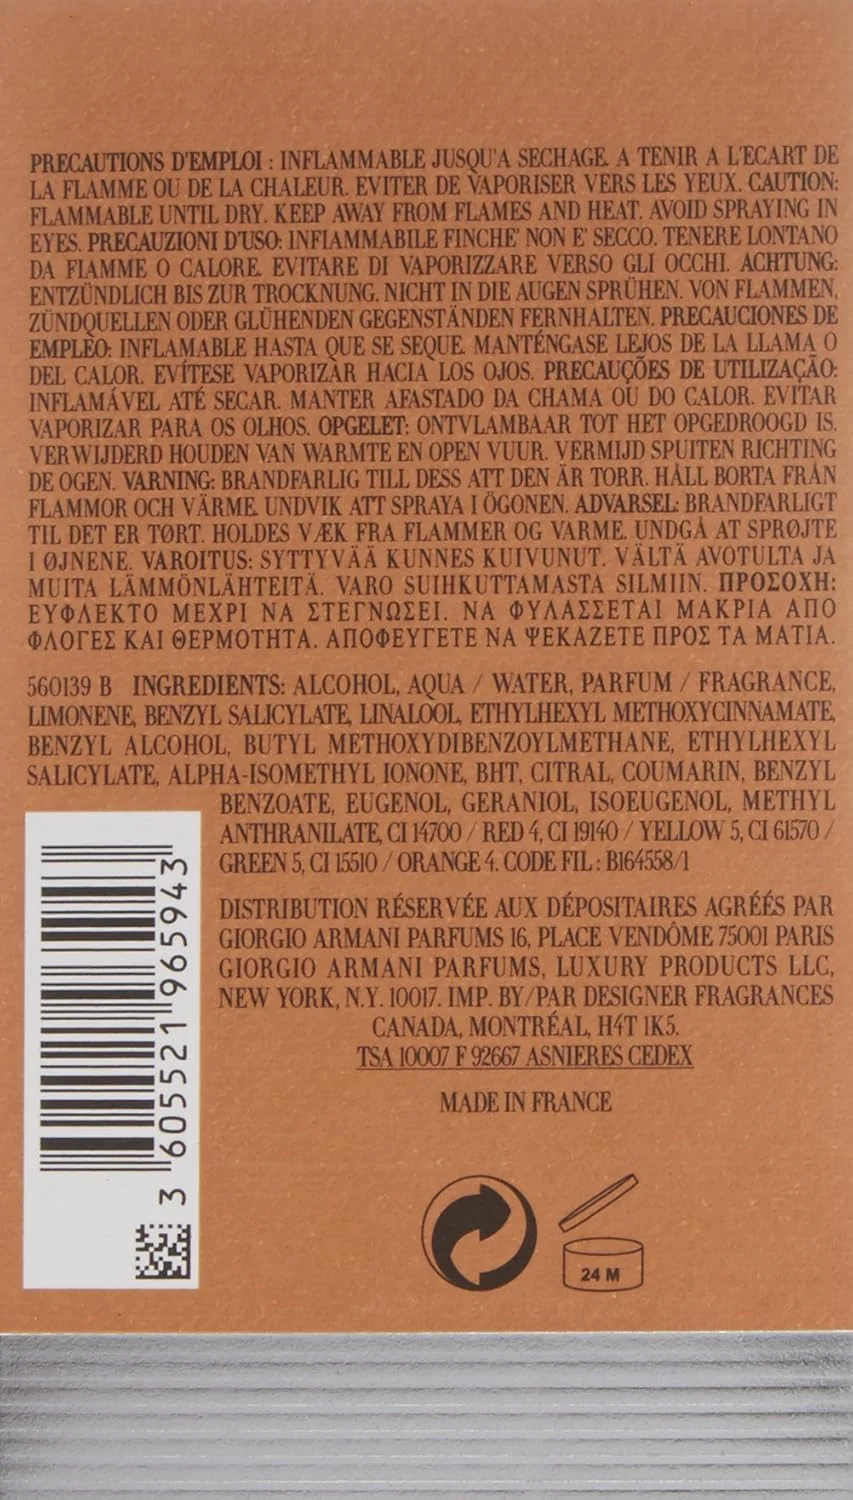 PRECAUTIONS D'EMPLOI : INFLAMMABLE JUSQU'A SECHAGE. A TENIR A L'ECART DE
LA FLAMME OU DE LA CHALEUR. EVITER DE VAPORISER VERS LES YEUX. CAUTION:
FLAMMABLE UNTIL DRY. KEEP AWAY FROM FLAMES AND HEAT. AVOID SPRAYING IN
EYES. PRECAUZIONI D'USO: INFIAMMABILE FINCHE' NON E' SECCO. TENERE LONTANO
DA FIAMME O CALORE. EVITARE DI VAPORIZZARE VERSO GLI OCCHI. ACHTUNG:
ENTZÜNDLICH BIS ZUR TROCKNUNG. NICHT IN DIE AUGEN SPRÜHEN. VON FLAMMEN,
ZÜNDQUELLEN ODER GLÜHENDEN GEGENSTÄNDEN FERNHALTEN. PRECAUCIONES DE
EMPLEO: INFLAMABLE HASTA QUE SE SEQUE. MANTÉNGASE LEJOS DE LA LLAMA O
DEL CALOR. EVÍTESE VAPORIZAR HACIA LOS OJOS. PRECAUÇÕES DE UTILIZAÇÃO:
INFLAMÁVEL ATÉ SECAR. MANTER AFASTADO DA CHAMA OU DO CALOR. EVITAR
VAPORIZAR PARA OS OLHOS. OPGELET: ONTVLAMBAAR TOT HET OPGEDROOGD IS.
VERWIJDERD HOUDEN VAN WARMTE EN OPEN VUUR. VERMIJD SPUITEN RICHTING
DE OGEN. VARNING: BRANDFARLIG TILL DESS ATT DEN ÄR TORR. HÅLL BORTA FRÅN
FLAMMOR OCH VÄRME. UNDVIK ATT SPRAYA I ÖGONEN. ADVARSEL: BRANDFARLIGT
TIL DET ER TØRT. HOLDES VÆK FRA FLAMMER OG VARME. UNDGÅ AT SPRØJTE
I ØJNENE. VAROITUS: SYTTYVÄÄ KUNNES KUIVUNUT. VÄLTÄ AVOTULTA JA
MUITA LÄMMÖNLÄHTEITÄ. VARO SUIHKUTTAMASTA SILMIIN. ΠΡΟΣΟΧΗ:
ΕΥΦΛΕΚΤΟ ΜΕΧΡΙ ΝΑ ΣΤΕΓΝΩΣΕΙ. ΝΑ ΦΥΛΑΣΣΕΤΑΙ ΜΑΚΡΙΑ ΑΠΟ
ΦΛΟΓΕΣ ΚΑΙ ΘΕΡΜΟΤΗΤΑ. ΑΠΟΦΕΥΓΕΤΕ ΝΑ ΨΕΚΑΖΕΤΕ ΠΡΟΣ ΤΑ ΜΑΤΙΑ.
560139 B INGREDIENTS: ALCOHOL, AQUA / WATER, PARFUM / FRAGRANCE,
LIMONENE, BENZYL SALICYLATE, LINALOOL, ETHYLHEXYL METHOXYCINNAMATE,
BENZYL ALCOHOL, BUTYL METHOXYDIBENZOYLMETHANE, ETHYLHEXYL
SALICYLATE, ALPHA-ISOMETHYL IONONE, BHT, CITRAL, COUMARIN, BENZYL
BENZOATE, EUGENOL, GERANIOL, ISOEUGENOL, METHYL
ANTHRANILATE, CI 14700 / RED 4, CI 19140 / YELLOW 5, CI 61570 /
GREEN 5, CI 15510 / ORANGE 4. CODE FIL : B164558/1
DISTRIBUTION RÉSERVÉE AUX DÉPOSITAIRES AGRÉÉS PAR
GIORGIO ARMANI PARFUMS 16, PLACE VENDÔME 75001 PARIS
GIORGIO ARMANI PARFUMS, LUXURY PRODUCTS LLC,
NEW YORK, N.Y. 10017. IMP. BY/PAR DESIGNER FRAGRANCES
CANADA, MONTRÉAL, H4T 1K5.
TSA 10007 F 92667 ASNIERES CEDEX
MADE IN FRANCE
3 605521 965943
24 M